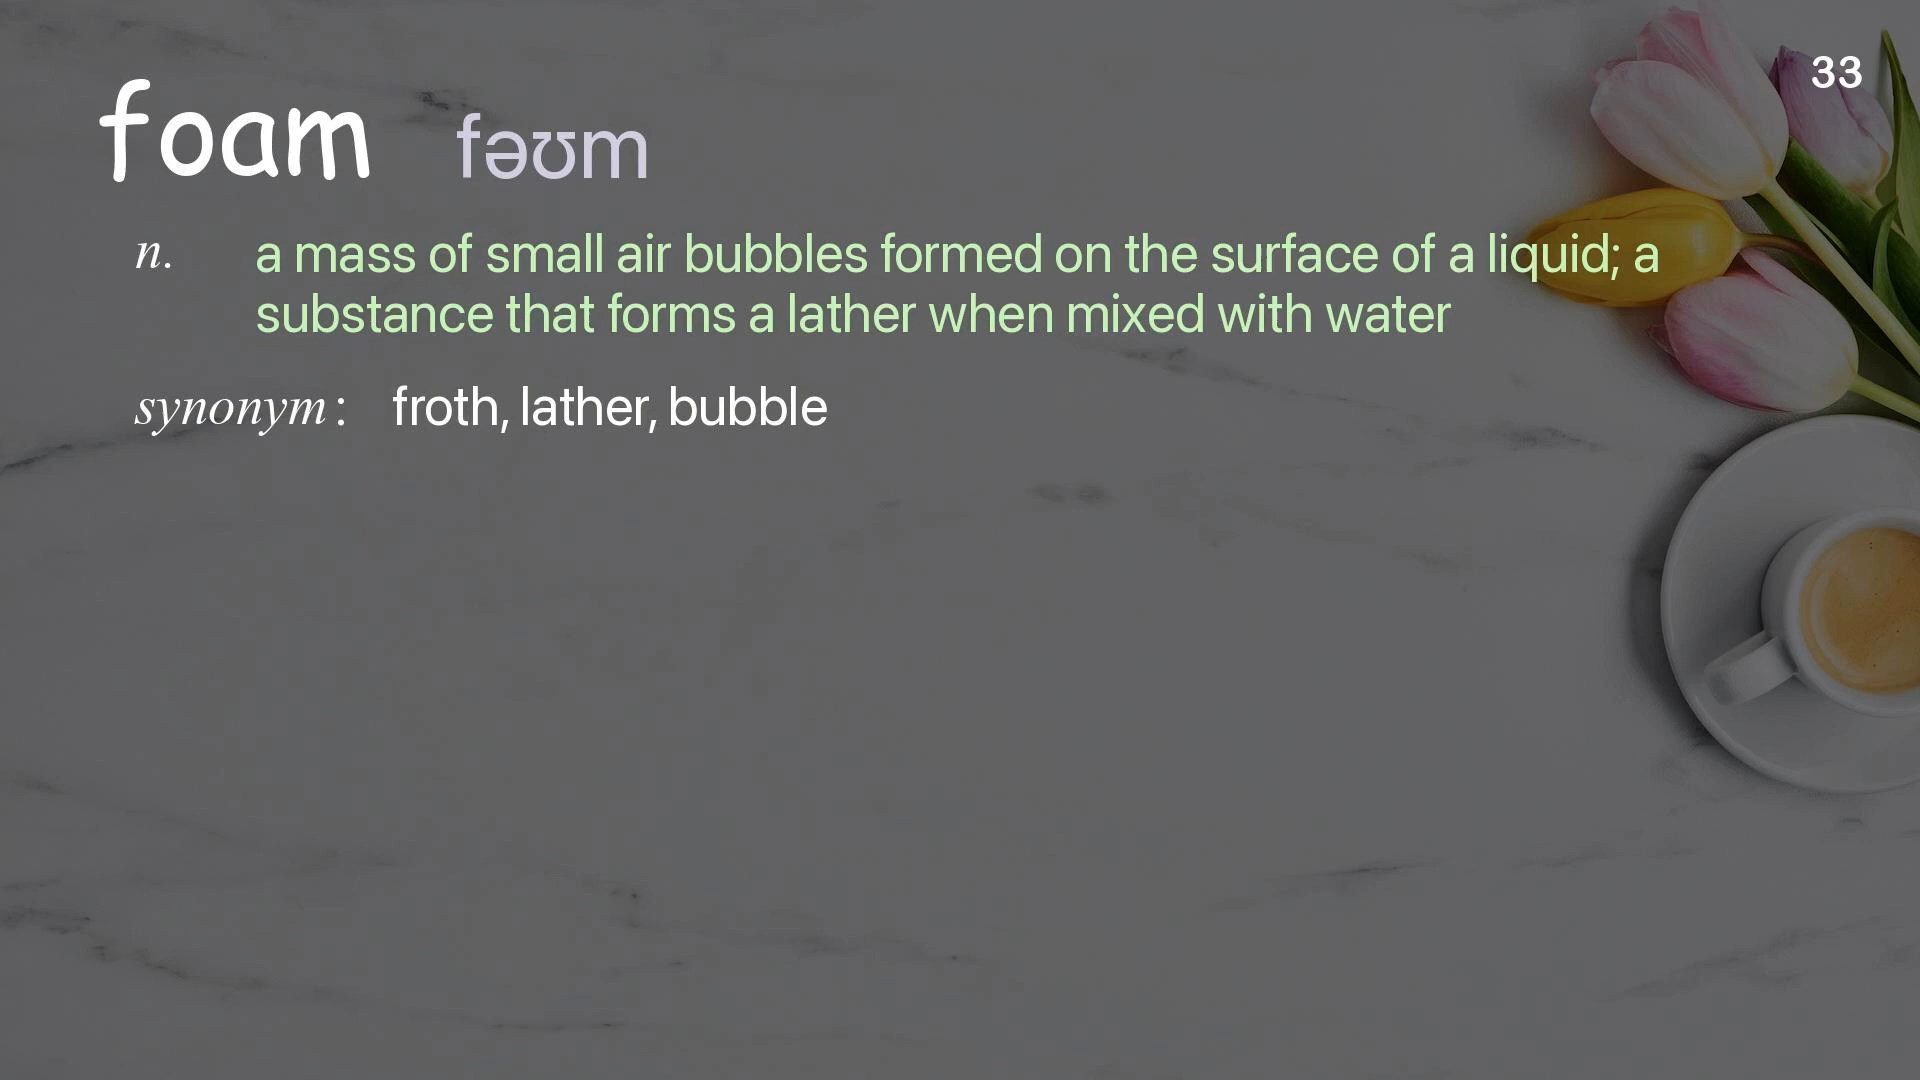 33
foam fəʊm
n. a mass of small air bubbles formed on the surface of a liquid; a
substance that forms a lather when mixed with water
synonym: froth, lather, bubble